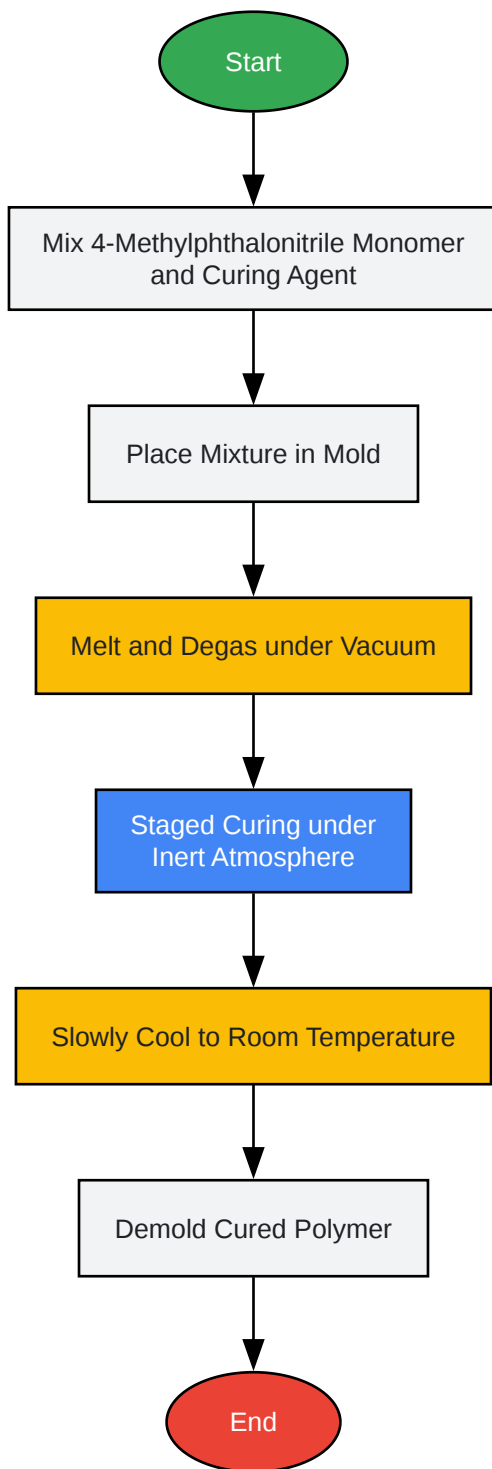 Start
Mix 4-Methylphthalonitrile Monomer
and Curing Agent
Place Mixture in Mold
Melt and Degas under Vacuum
Staged Curing under
Inert Atmosphere
Slowly Cool to Room Temperature
Demold Cured Polymer
End